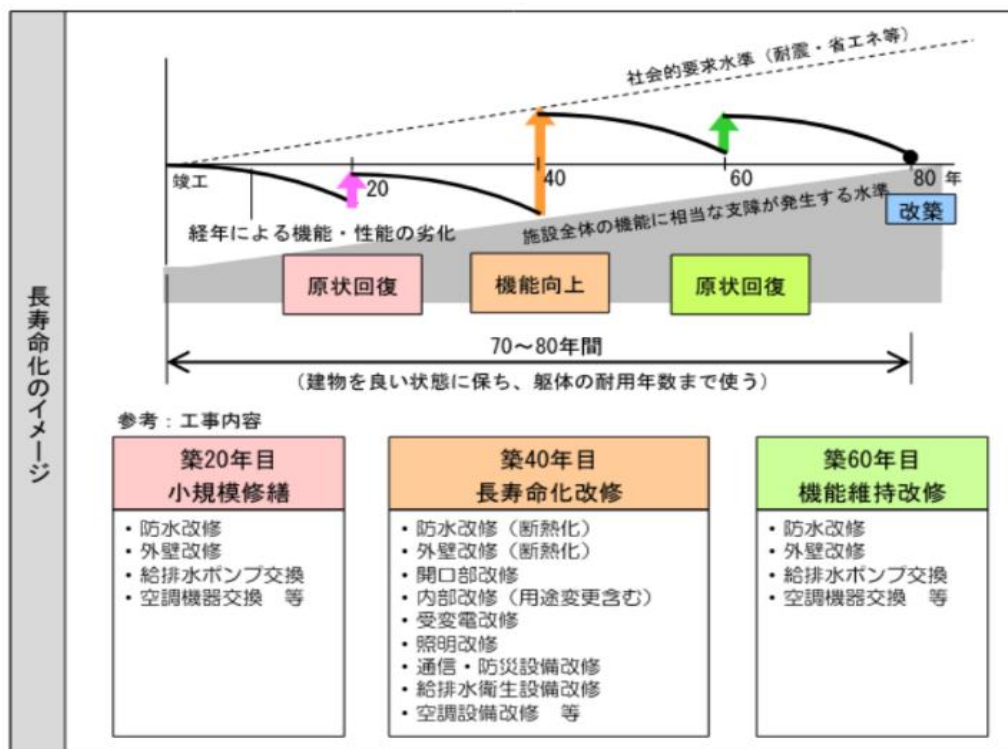 長寿命化のイメージ
社会的要求水準（耐震・省エネ等）
竣工
20
40
60
80 年
経年による機能・性能の劣化
施設全体の機能に相当な支障が発生する水準
改築
原状回復
機能向上
原状回復
70～80年間
（建物を良い状態に保ち、躯体の耐用年数まで使う）
参考：工事内容
築20年目
小規模修繕
・防水改修
・外壁改修
・給排水ポンプ交換
・空調機器交換　等
築40年目
長寿命化改修
・防水改修（断熱化）
・外壁改修（断熱化）
・開口部改修
・内部改修（用途変更含む）
・受変電改修
・照明改修
・通信・防災設備改修
・給排水衛生設備改修
・空調設備改修　等
築60年目
機能維持改修
・防水改修
・外壁改修
・給排水ポンプ交換
・空調機器交換　等